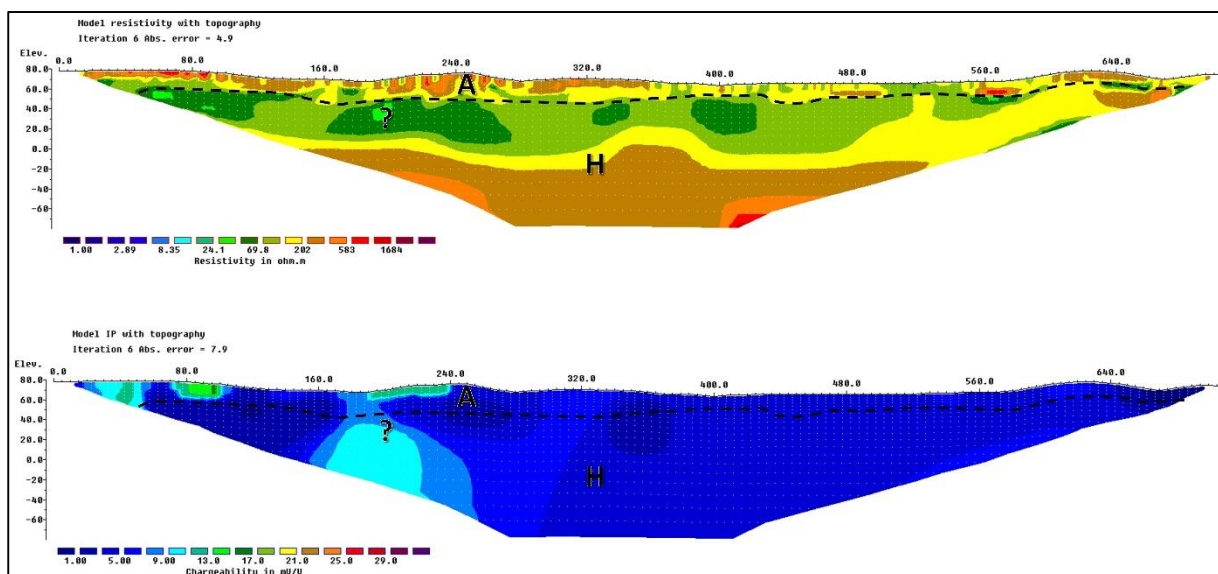 Model resistivity with topography
Iteration 6 Abs. error = 4.9
Elev. 0.0 80.0 160.0 240.0 320.0 400.0 480.0 560.0 640.0
80.0
60.0
40.0
20.0
0.0
-20
-40
-60
A
?
H
1.00 2.89 8.35 24.1 69.8 202 583 1684
Resistivity in ohm.m
Model IP with topography
Iteration 6 Abs. error = 7.9
Elev. 0.0 80.0 160.0 240.0 320.0 400.0 480.0 560.0 640.0
80.0
60.0
40.0
20.0
0.0
-20
-40
-60
A
?
H
1.00 5.00 9.00 13.0 17.0 21.0 25.0 29.0
Chargeability in mV/V